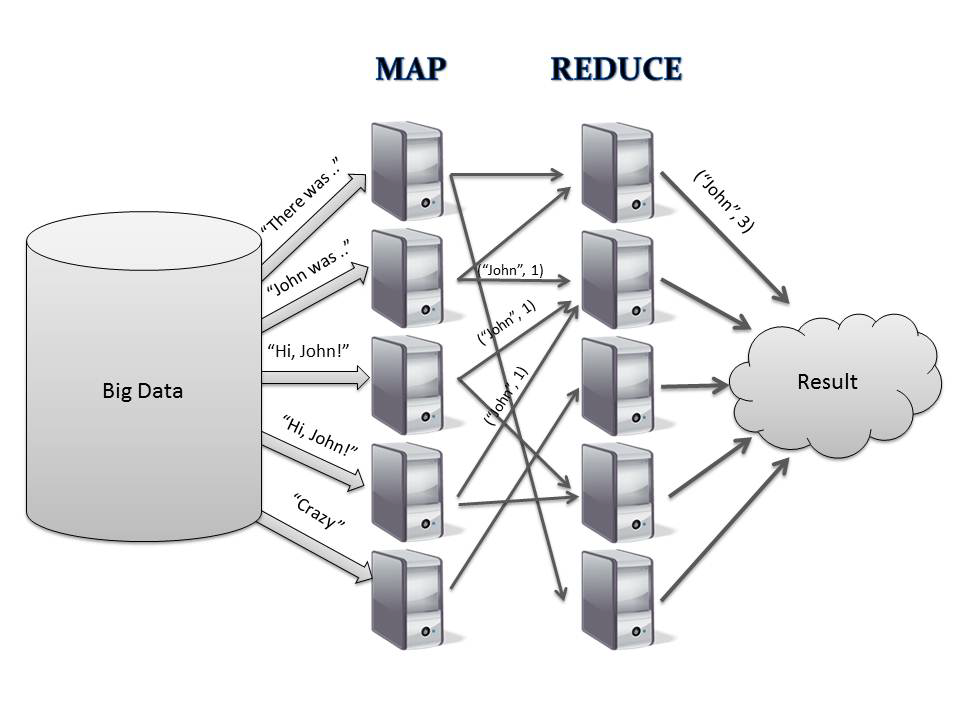 MAP
REDUCE
“There was ..”
“John was ..”
“Hi, John!”
“Hi, John!”
“Crazy”
Big Data
(“John”, 1)
(“John”, 1)
(“John”, 1)
(“John”, 3)
Result